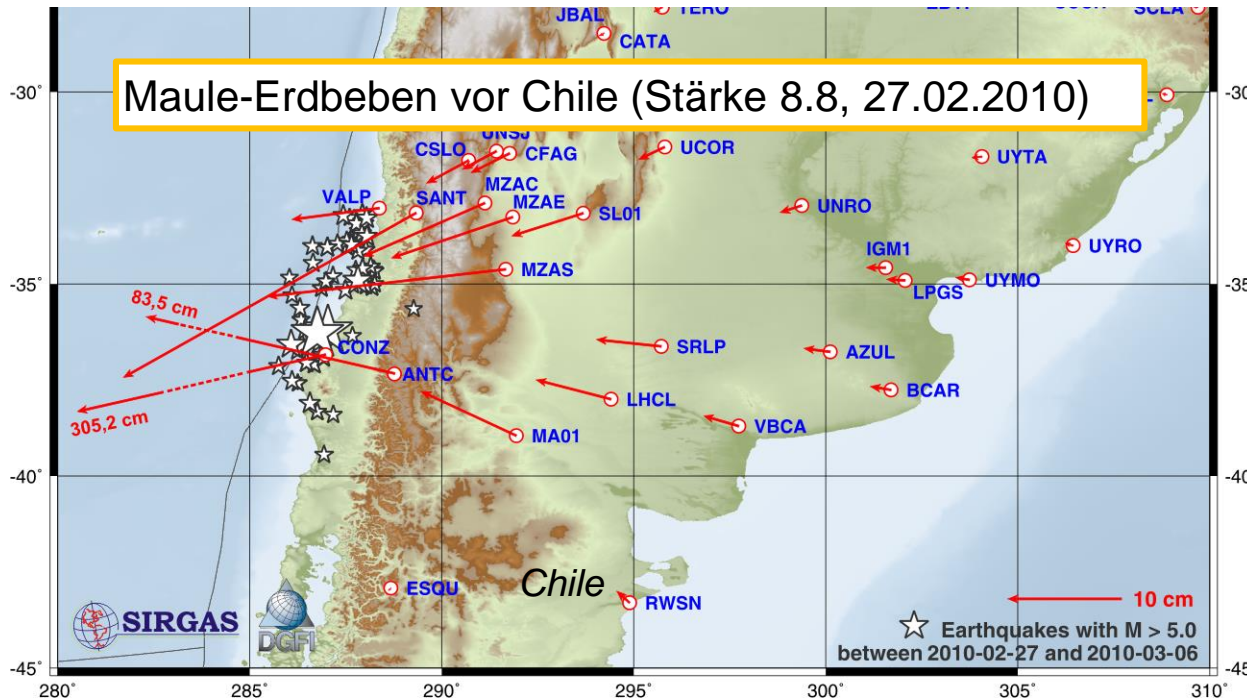 JBAL
CATA
Maule-Erdbeben vor Chile (Stärke 8.8, 27.02.2010)
-30°
CSLO
CFAG
UCOR
UYTA
VALP
SANT
MZAC
MZAE
SL01
UNRO
IGM1
UYRO
MZAS
LPGS
UYMO
-35°
83,5 cm
CONZ
ANTC
SRLP
AZUL
LHCL
BCAR
305,2 cm
MA01
VBCA
-40°
ESQU
Chile
RWSN
10 cm
SIRGAS
DGFI
Earthquakes with M > 5.0
between 2010-02-27 and 2010-03-06
-45°
280°
285°
290°
295°
300°
305°
310°